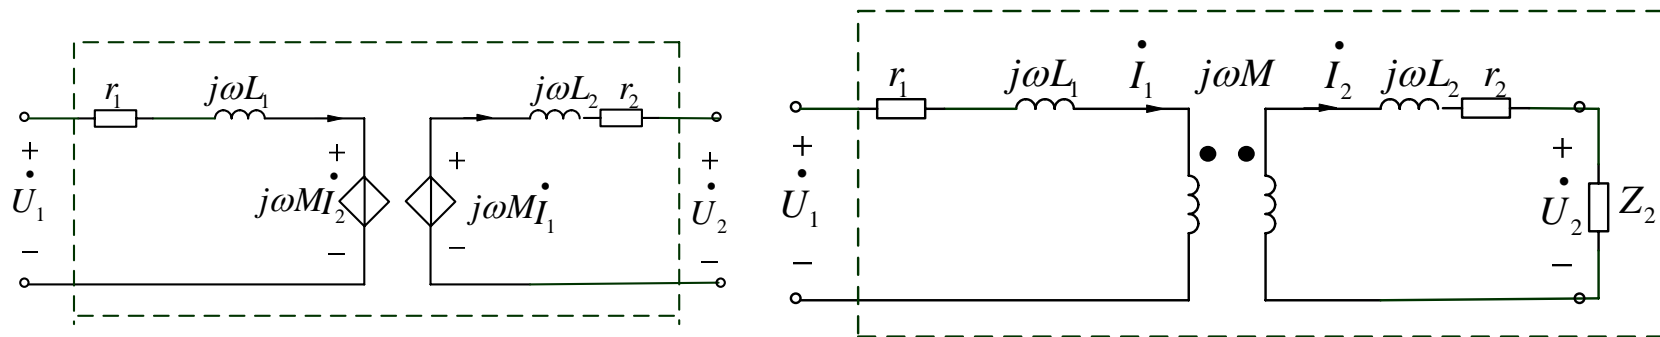 r₁ jωL₁ jωL₂ r₂
+ + + +
U̇₁ jωMİ₂ jωMİ₁ U̇₂
− − − −
r₁ jωL₁ İ₁ jωM İ₂ jωL₂ r₂
+ +
U̇₁ U̇₂ Z₂
− −